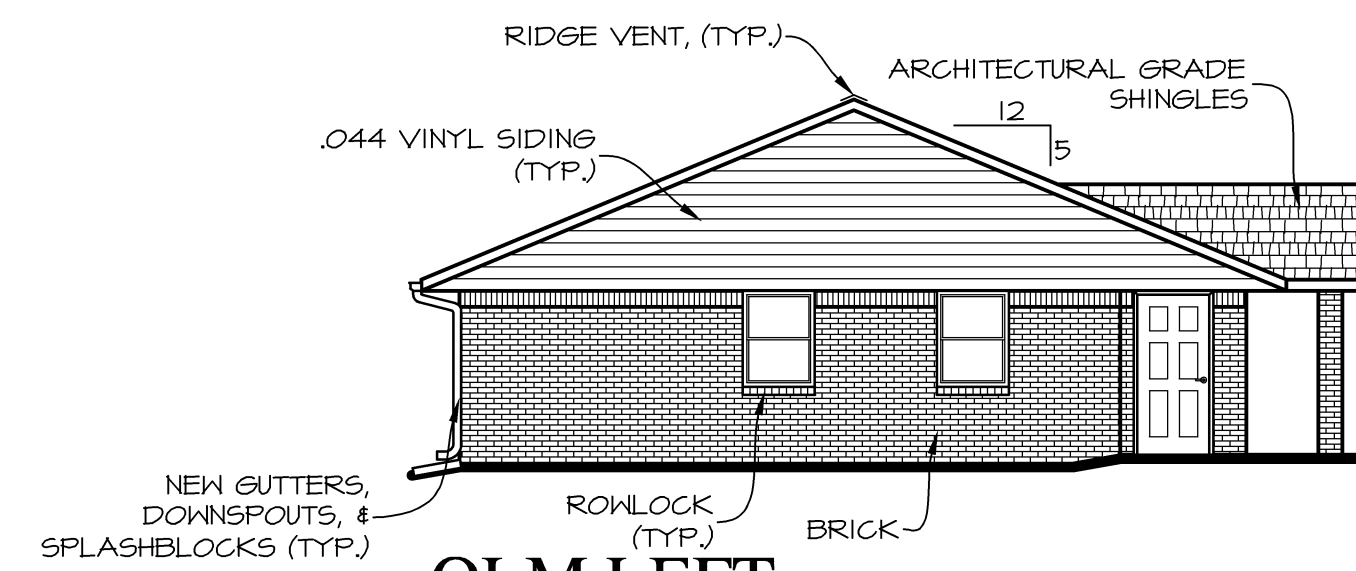 RIDGE VENT, (TYP.)
ARCHITECTURAL GRADE
SHINGLES
12
5
.044 VINYL SIDING
(TYP.)
NEW GUTTERS,
DOWNSPOUTS, &
SPLASHBLOCKS (TYP.)
ROWLOCK
(TYP.)
BRICK